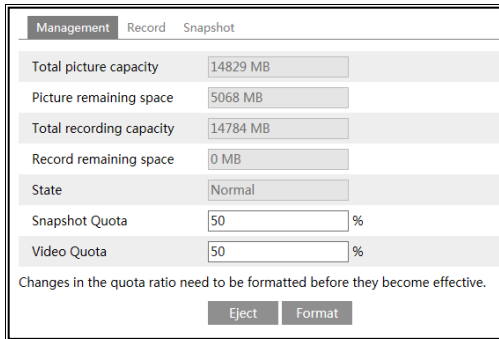 Management Record Snapshot
Total picture capacity 14829 MB
Picture remaining space 5068 MB
Total recording capacity 14784 MB
Record remaining space 0 MB
State Normal
Snapshot Quota 50 %
Video Quota 50 %
Changes in the quota ratio need to be formatted before they become effective.
Eject Format